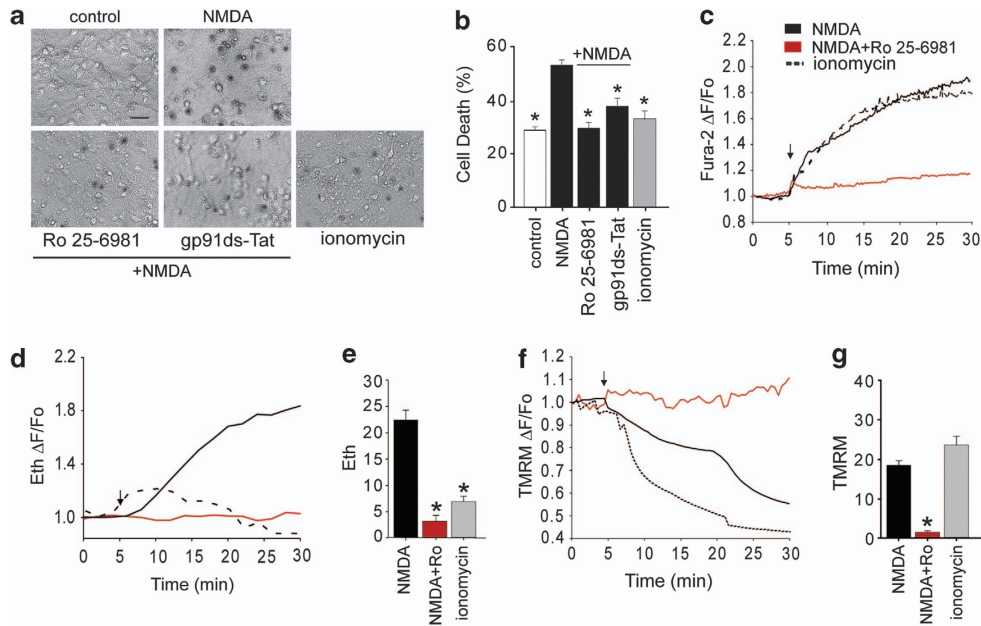 a
control
NMDA
Ro 25-6981
gp91ds-Tat
ionomycin
+NMDA
b
+NMDA
Cell Death (%)
60
40
20
0
*
*
*
*
control
NMDA
Ro 25-6981
gp91ds-Tat
ionomycin
c
NMDA
NMDA+Ro 25-6981
ionomycin
Fura-2 ΔF/Fo
2.0
1.8
1.6
1.4
1.2
1.0
0.8
0 5 10 15 20 25 30
Time (min)
d
Eth ΔF/Fo
2.2
1.8
1.4
1.0
0 5 10 15 20 25 30
Time (min)
e
Eth
30
25
20
15
10
5
0
*
*
NMDA
NMDA+Ro
ionomycin
f
TMRM ΔF/Fo
1.2
1.1
1.0
0.9
0.8
0.7
0.6
0.5
0.4
0 5 10 15 20 25 30
Time (min)
g
TMRM
40
30
20
10
0
*
NMDA
NMDA+Ro
ionomycin